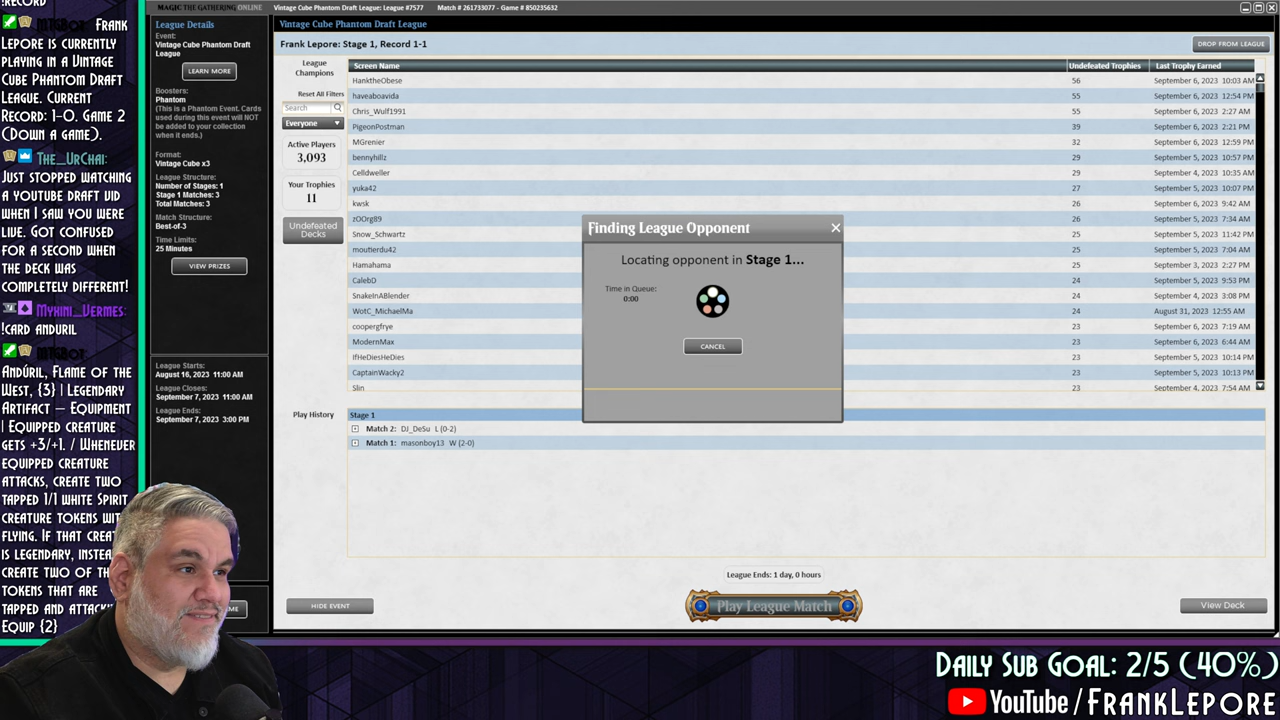 RECORD
MTGBot: Frank
Lepore is currently
playing in a Vintage
Cube Phantom Draft
League. Current
Record: 1-0. Game 2
(Down a game).
The_UrChai:
Just stopped watching
a youtube draft vid
when I saw you were
live. Got confused
for a second when
the deck was
completely different!
Myhini_Vermes:
!card anduril
MTGBot:
Andúril, Flame of the
West, {3} | Legendary
Artifact — Equipment
| Equipped creature
gets +3/+1. / Whenever
equipped creature
attacks, create two
tapped 1/1 white Spirit
creature tokens with
flying. If that
is legendary, instead
create two of
tokens that are
tapped and attack
Equip {2}
MAGIC THE GATHERING ONLINE Vintage Cube Phantom Draft League: League #7577 Match # 261733077 - Game # 850235632
League Details
Event:
Vintage Cube Phantom Draft
League
LEARN MORE
Boosters:
Phantom
(This is a Phantom Event. Cards
used during this event will NOT
be added to your collection
when it ends.)
Format:
Vintage Cube x3
League Structure:
Number of Stages: 1
Stage 1 Matches: 3
Total Matches: 3
Match Structure:
Best-of-3
Time Limits:
25 Minutes
VIEW PRIZES
League Starts:
August 16, 2023 11:00 AM
League Closes:
September 7, 2023 11:00 AM
League Ends:
September 7, 2023 3:00 PM
Vintage Cube Phantom Draft League
Frank Lepore: Stage 1, Record 1-1
DROP FROM LEAGUE
League
Champions
Reset All Filters
Search
Everyone
Active Players
3,093
Your Trophies
11
Undefeated
Decks
Screen Name Undefeated Trophies Last Trophy Earned
HanktheObese 56 September 6, 2023 10:03 AM
haveaboavida 55 September 6, 2023 12:54 PM
Chris_Wulf1991 55 September 6, 2023 2:27 AM
PigeonPostman 39 September 6, 2023 2:21 PM
MGrenier 32 September 6, 2023 12:59 PM
bennyhillz 29 September 5, 2023 10:57 PM
Celldweller 29 September 4, 2023 10:35 AM
yuka42 27 September 5, 2023 10:07 PM
kwsk 26 September 6, 2023 9:42 AM
zOOrg89 26 September 5, 2023 7:34 AM
Snow_Schwartz 25 September 5, 2023 11:42 PM
moutierdu42 25 September 5, 2023 7:04 AM
Hamahama 25 September 3, 2023 2:27 PM
CalebD 24 September 5, 2023 9:53 PM
SnakeInABlender 24 September 4, 2023 3:08 PM
WotC_MichaelMa 24 August 31, 2023 12:55 AM
coopergfrye 23 September 6, 2023 7:19 AM
ModernMax 23 September 6, 2023 6:44 AM
IfHeDiesHeDies 23 September 5, 2023 10:14 PM
CaptainWacky2 23 September 5, 2023 10:13 PM
Slin 23 September 4, 2023 7:54 AM
Finding League Opponent
Locating opponent in Stage 1...
Time in Queue:
0:00
CANCEL
Play History
Stage 1
Match 2: DJ_DeSu L (0-2)
Match 1: masonboy13 W (2-0)
League Ends: 1 day, 0 hours
HIDE EVENT
Play League Match
View Deck
Daily Sub Goal: 2/5 (40%)
YouTube/FrankLepore